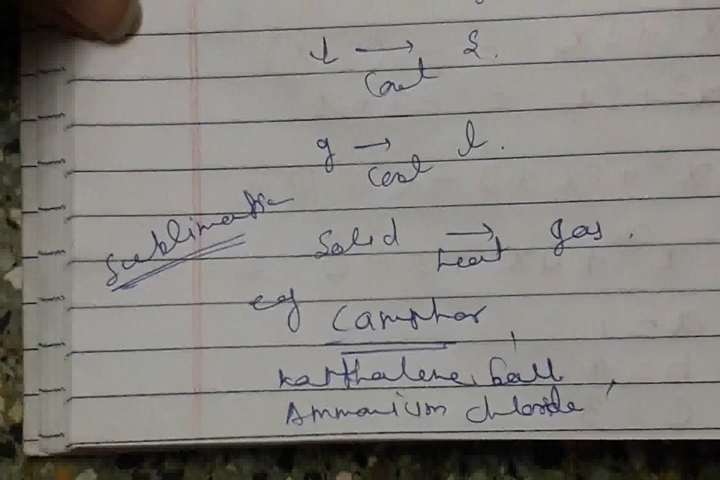 l → S.
Cool
g → l.
Cool
Sublimation Solid → gas.
heat
eg Camphor,
Napthalene ball,
Ammonium chloride